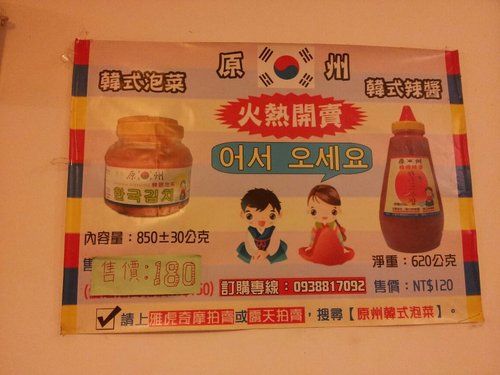 原 州
韓式泡菜
韓式辣醬
火熱開賣
어서 오세요
原 州
한국김치
原 州
內容量：850±30公克
淨重：620公克
售
售價:180
訂購專線：0938817092
售價：NT$120
請上雅虎奇摩拍賣或露天拍賣，搜尋【原州韓式泡菜】。